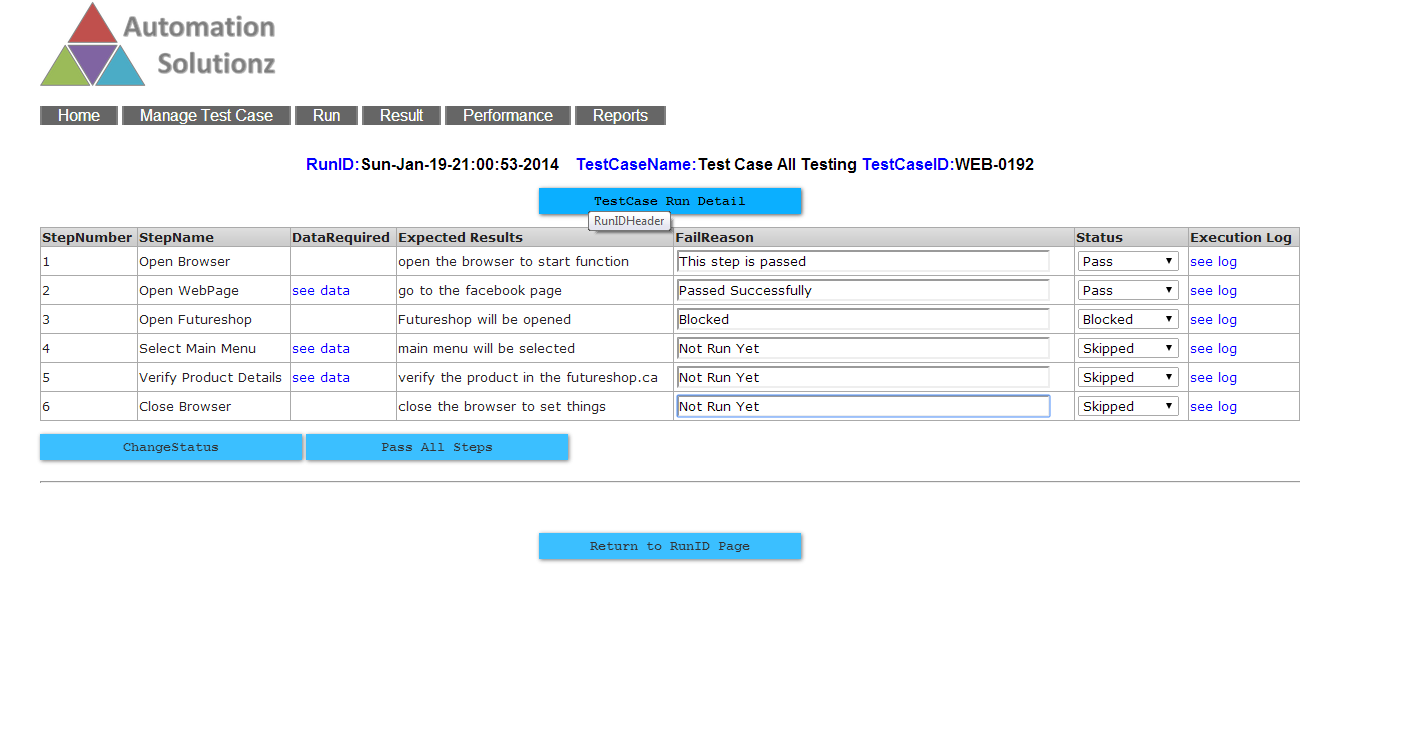 Automation
Solutionz
Home Manage Test Case Run Result Performance Reports
RunID:Sun-Jan-19-21:00:53-2014 TestCaseName:Test Case All Testing TestCaseID:WEB-0192
TestCase Run Detail
RunIDHeader
StepNumber StepName DataRequired Expected Results FailReason Status Execution Log
1 Open Browser open the browser to start function This step is passed Pass see log
2 Open WebPage see data go to the facebook page Passed Successfully Pass see log
3 Open Futureshop Futureshop will be opened Blocked Blocked see log
4 Select Main Menu see data main menu will be selected Not Run Yet Skipped see log
5 Verify Product Details see data verify the product in the futureshop.ca Not Run Yet Skipped see log
6 Close Browser close the browser to set things Not Run Yet Skipped see log
ChangeStatus Pass All Steps
Return to RunID Page